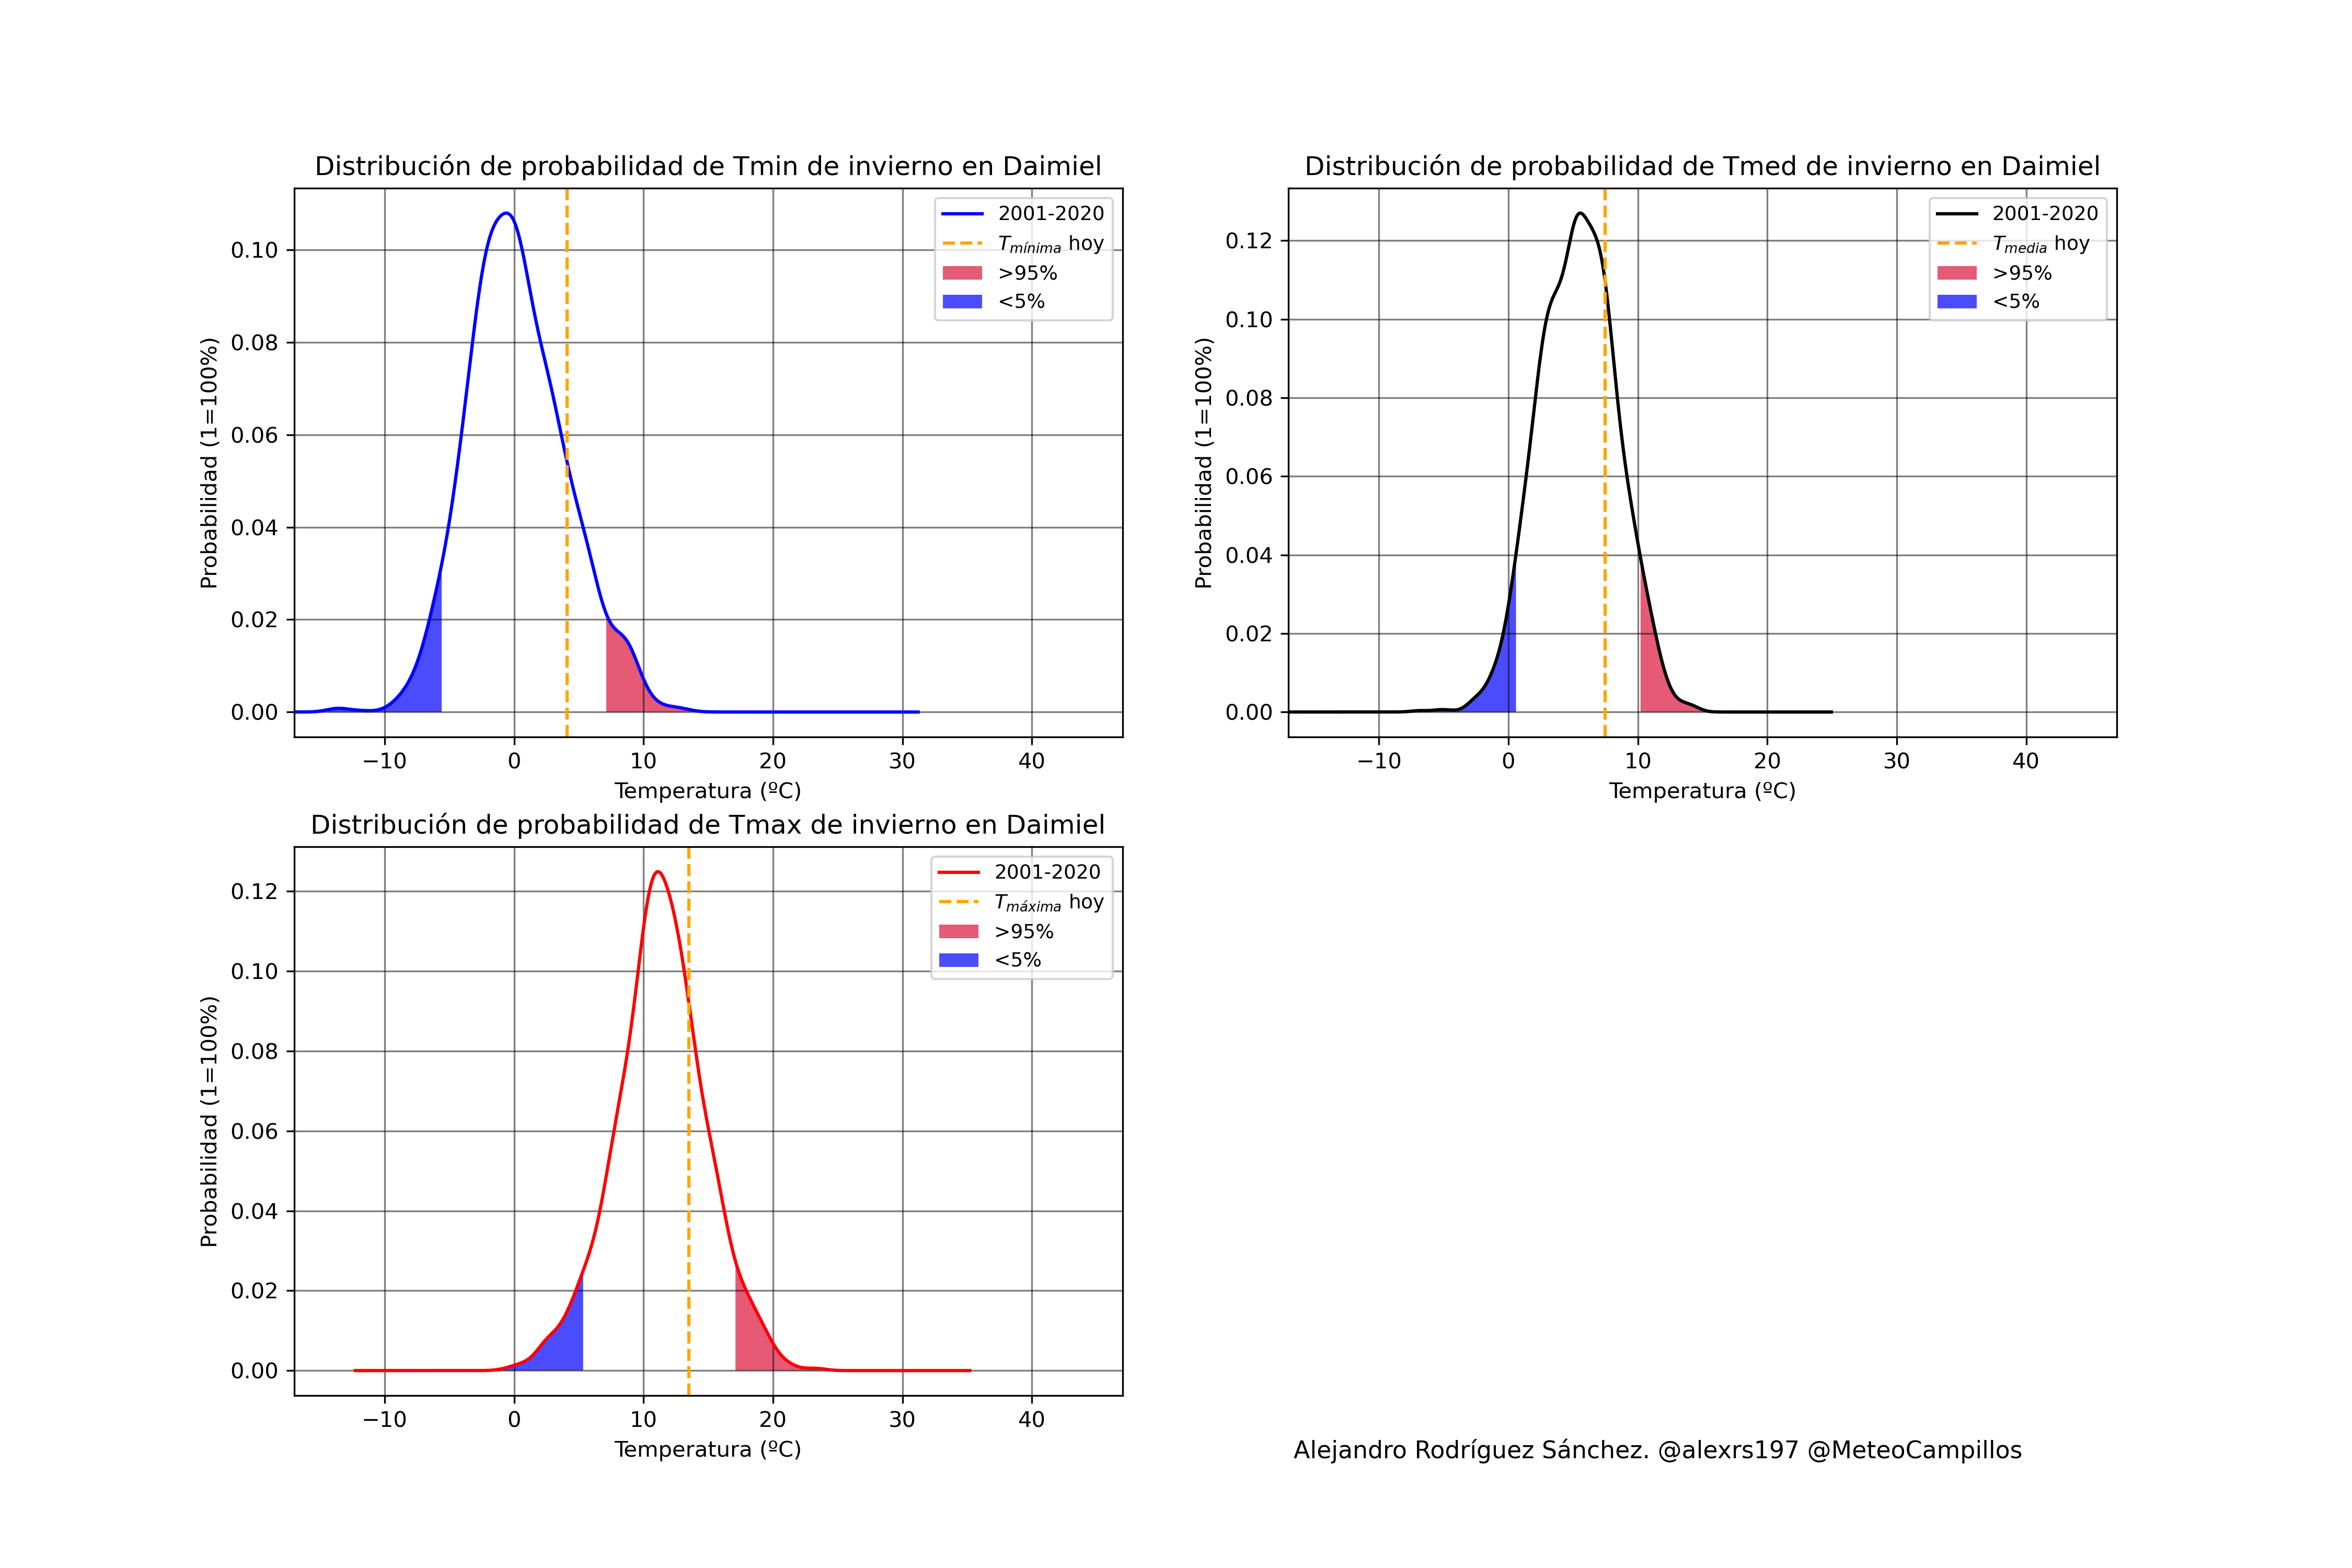 Distribución de probabilidad de Tmin de invierno en Daimiel
Probabilidad (1=100%)
0.10
0.08
0.06
0.04
0.02
0.00
2001-2020
Tmínima hoy
>95%
<5%
−10 0 10 20 30 40
Temperatura (ºC)
Distribución de probabilidad de Tmed de invierno en Daimiel
Probabilidad (1=100%)
0.12
0.10
0.08
0.06
0.04
0.02
0.00
2001-2020
Tmedia hoy
>95%
<5%
−10 0 10 20 30 40
Temperatura (ºC)
Distribución de probabilidad de Tmax de invierno en Daimiel
Probabilidad (1=100%)
0.12
0.10
0.08
0.06
0.04
0.02
0.00
2001-2020
Tmáxima hoy
>95%
<5%
−10 0 10 20 30 40
Temperatura (ºC)
Alejandro Rodríguez Sánchez. @alexrs197 @MeteoCampillos